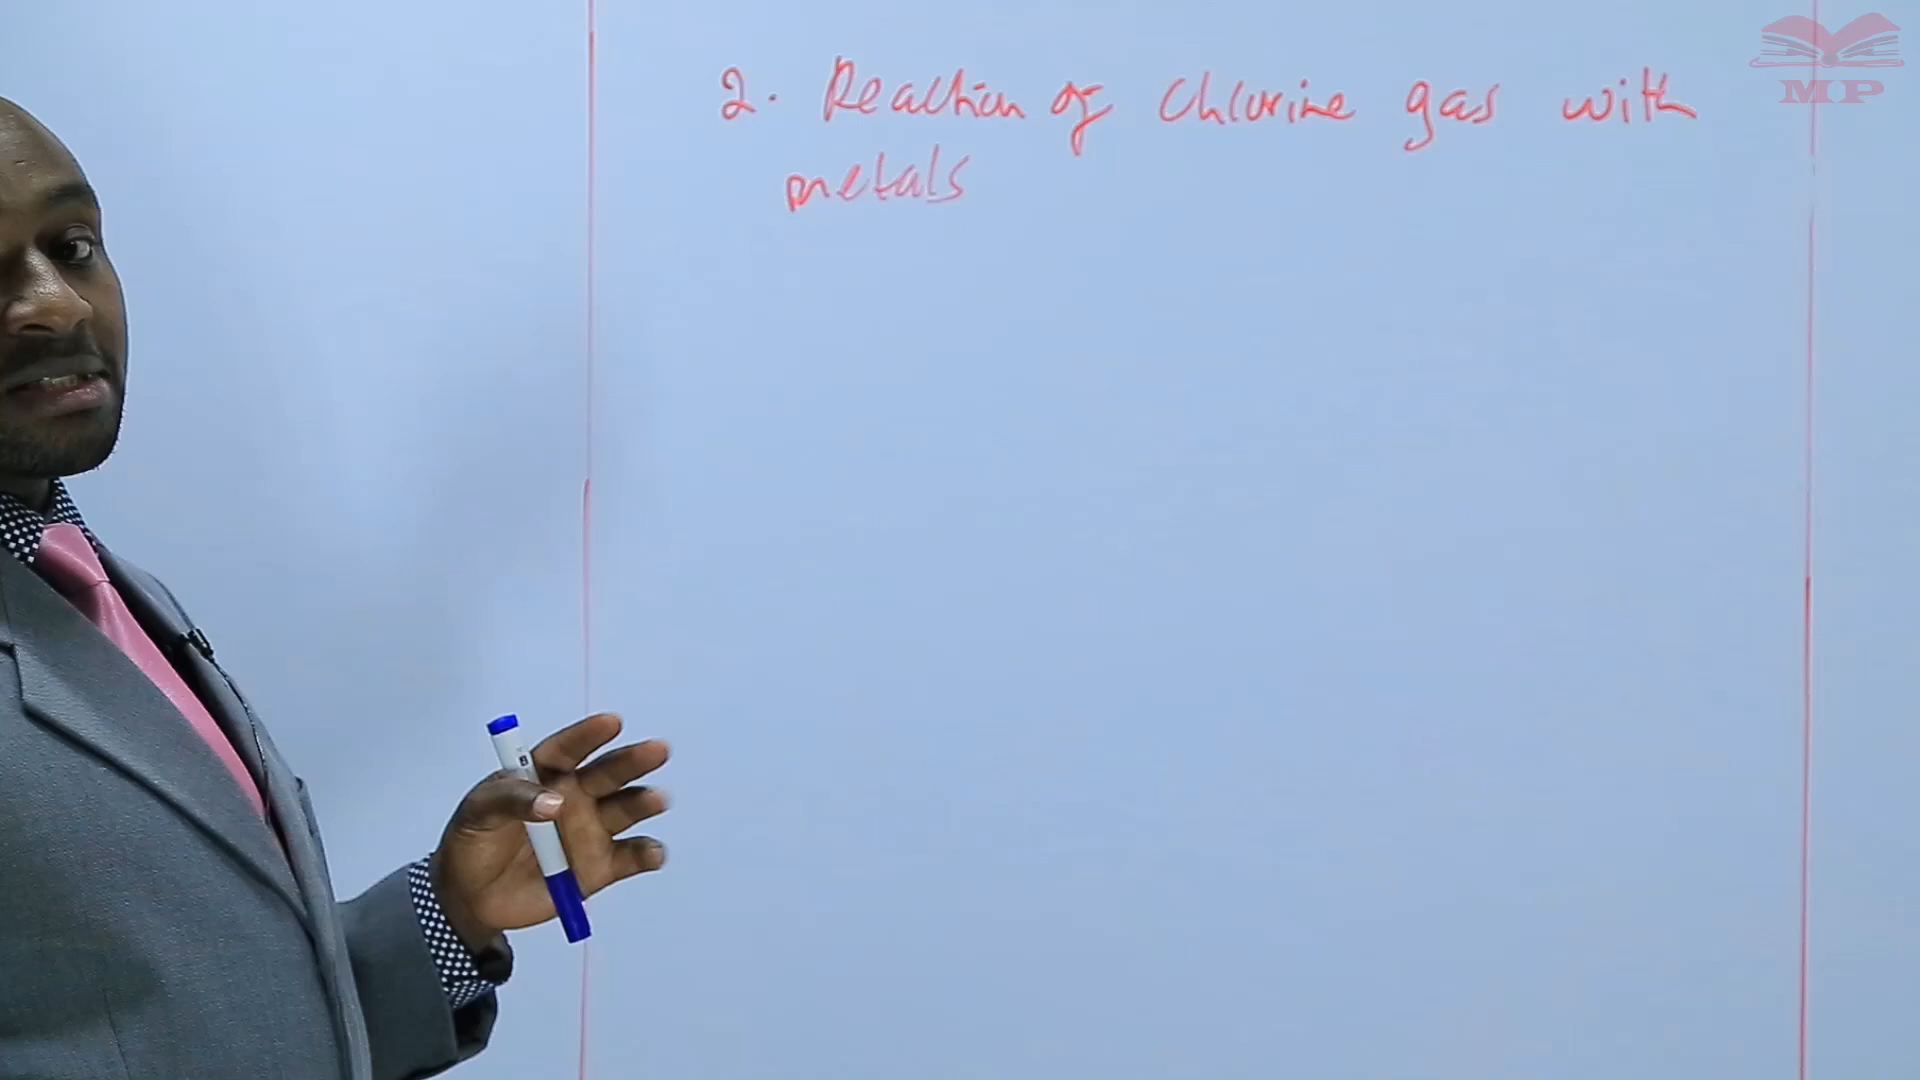 2. Reaction of Chlorine gas with
metals
MP